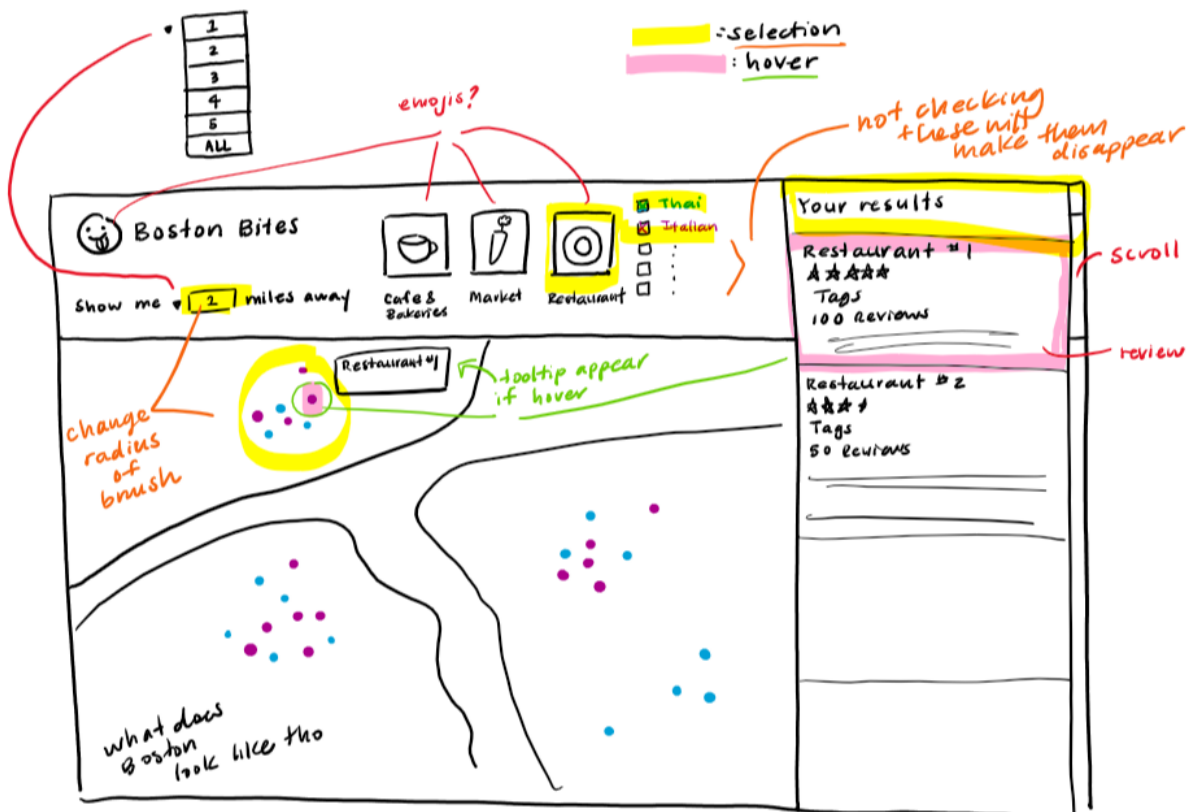 1
2
3
4
5
ALL
: selection
: hover
emojis?
not checking
these will
make them
disappear
Boston Bites
Show me ▾ 2 miles away
Cafe &
Bakeries
Market
Restaurant
Thai
Italian
Your results
Restaurant #1
Tags
100 Reviews
scroll
review
Restaurant #2
Tags
50 Reviews
Restaurant #1
tooltip appear
if hover
change
radius
of
brush
what does
Boston
look like tho